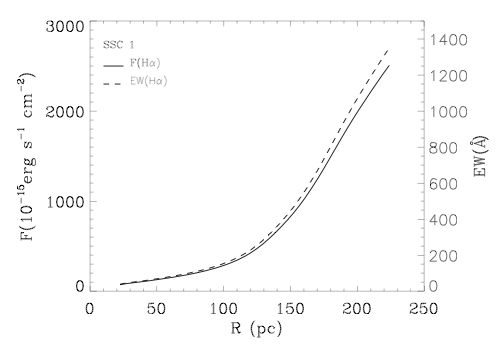 3000
2000
1000
0
F(10⁻¹⁵erg s⁻¹ cm⁻²)
SSC 1
F(Hα)
EW(Hα)
1400
1200
1000
800
600
400
200
0
EW(Å)
0 50 100 150 200 250
R (pc)